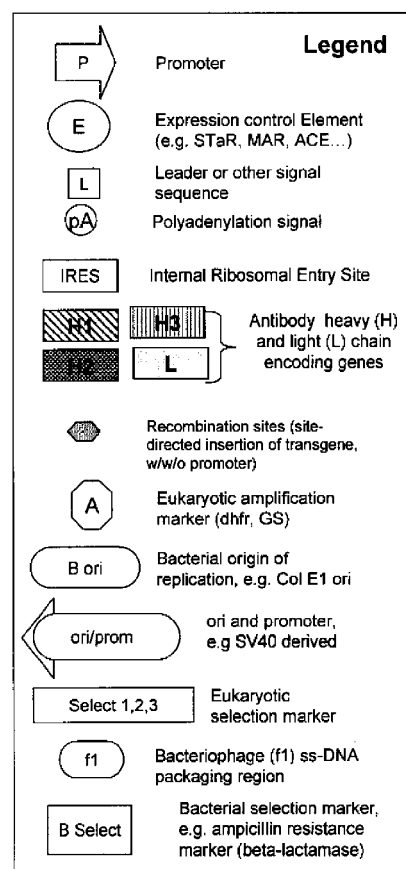 Legend
P Promoter
E Expression control Element
(e.g. STaR, MAR, ACE...)
L Leader or other signal
sequence
pA Polyadenylation signal
IRES Internal Ribosomal Entry Site
H1 H3 Antibody heavy (H)
and light (L) chain
H2 L encoding genes
Recombination sites (site-
directed insertion of transgene,
w/w/o promoter)
A Eukaryotic amplification
marker (dhfr, GS)
B ori Bacterial origin of
replication, e.g. Col E1 ori
ori/prom ori and promoter,
e.g SV40 derived
Select 1,2,3 Eukaryotic
selection marker
f1 Bacteriophage (f1) ss-DNA
packaging region
B Select Bacterial selection marker,
e.g. ampicillin resistance
marker (beta-lactamase)